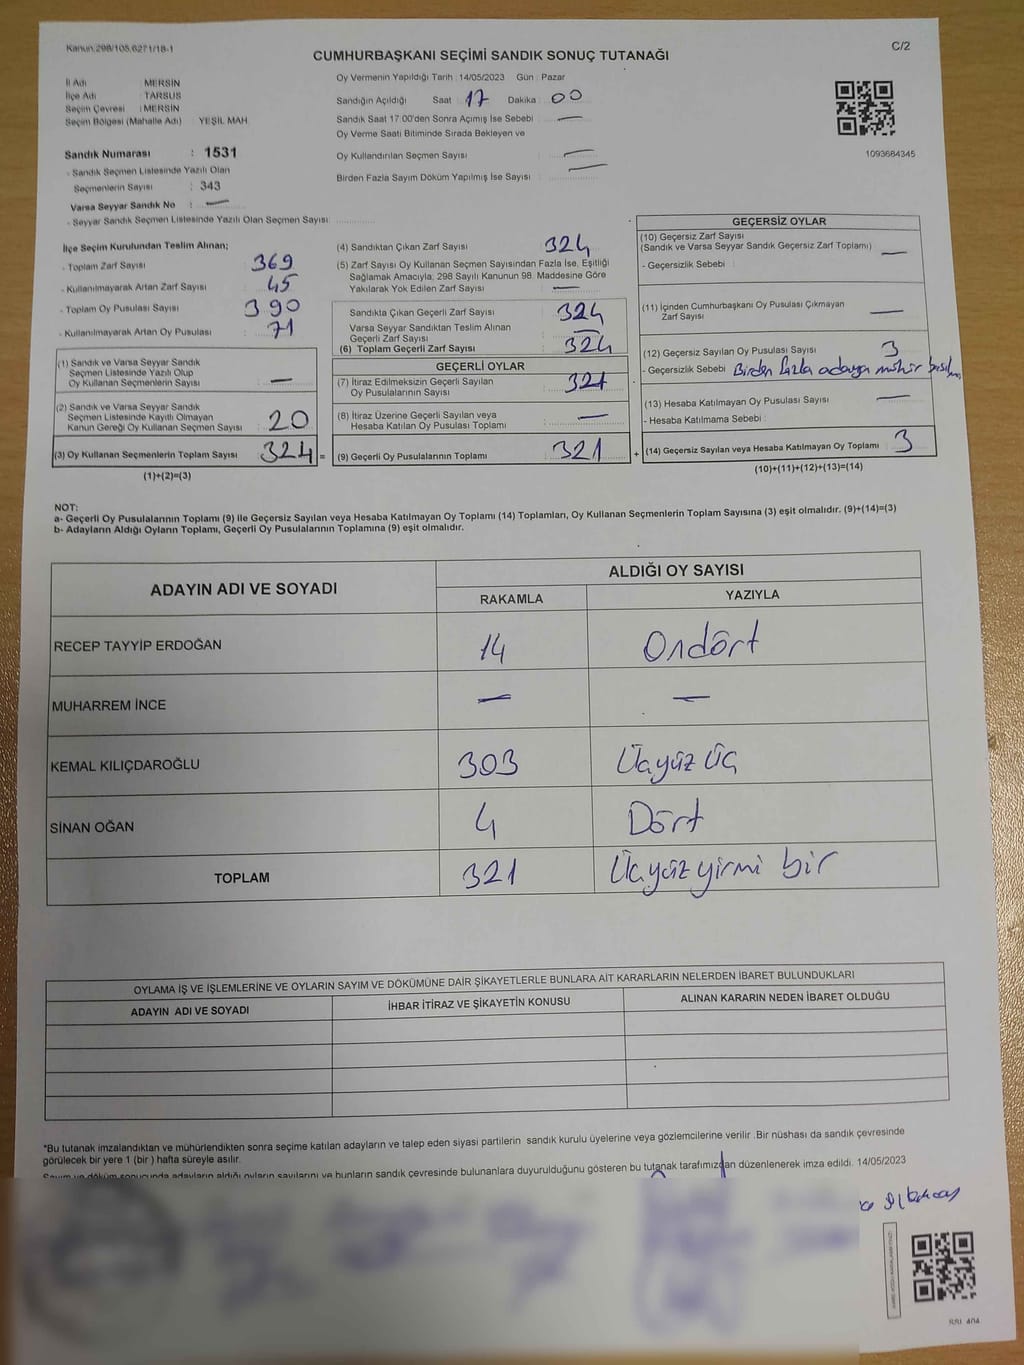 Kanun:298/105,6271/18-1
C/2
CUMHURBAŞKANI SEÇİMİ SANDIK SONUÇ TUTANAĞI
İl Adı : MERSİN
İlçe Adı : TARSUS
Seçim Çevresi : MERSİN
Seçim Bölgesi (Mahalle Adı) : YEŞİL MAH.
Sandık Numarası : 1531
- Sandık Seçmen Listesinde Yazılı Olan
Seçmenlerin Sayısı : 343
Varsa Seyyar Sandık No : —
- Seyyar Sandık Seçmen Listesinde Yazılı Olan Seçmen Sayısı:
Oy Vermenin Yapıldığı Tarih : 14/05/2023 Gün : Pazar
Sandığın Açıldığı Saat : 17 Dakika : 00
Sandık Saat 17:00'den Sonra Açımış İse Sebebi : —
Oy Verme Saati Bitiminde Sırada Bekleyen ve
Oy Kullandırılan Seçmen Sayısı : —
Birden Fazla Sayım Döküm Yapılmış İse Sayısı : —
1093684345
İlçe Seçim Kurulundan Teslim Alınan;
- Toplam Zarf Sayısı : 369
- Kullanılmayarak Artan Zarf Sayısı : 45
- Toplam Oy Pusulası Sayısı : 390
- Kullanılmayarak Artan Oy Pusulası : 71
(1) Sandık ve Varsa Seyyar Sandık
Seçmen Listesinde Yazılı Olup
Oy Kullanan Seçmenlerin Sayısı : —
(2) Sandık ve Varsa Seyyar Sandık
Seçmen Listesinde Kayıtlı Olmayan
Kanun Gereği Oy Kullanan Seçmen Sayısı : 20
(3) Oy Kullanan Seçmenlerin Toplam Sayısı : 324 =
(1)+(2)=(3)
(4) Sandıktan Çıkan Zarf Sayısı : 324
(5) Zarf Sayısı Oy Kullanan Seçmen Sayısından Fazla İse, Eşitliği
Sağlamak Amacıyla; 298 Sayılı Kanunun 98. Maddesine Göre
Yakılarak Yok Edilen Zarf Sayısı : —
Sandıkta Çıkan Geçerli Zarf Sayısı : 324
Varsa Seyyar Sandıktan Teslim Alınan
Geçerli Zarf Sayısı : —
(6) Toplam Geçerli Zarf Sayısı : 324
GEÇERLİ OYLAR
(7) İtiraz Edilmeksizin Geçerli Sayılan
Oy Pusulasının Sayısı : 321
(8) İtiraz Üzerine Geçerli Sayılan veya
Hesaba Katılan Oy Pusulası Toplamı : —
(9) Geçerli Oy Pusulalarının Toplamı : 321 +
GEÇERSİZ OYLAR
(10) Geçersiz Zarf Sayısı
(Sandık ve Varsa Seyyar Sandık Geçersiz Zarf Toplamı) : —
- Geçersizlik Sebebi :
(11) İçinden Cumhurbaşkanı Oy Pusulası Çıkmayan
Zarf Sayısı : —
(12) Geçersiz Sayılan Oy Pusulası Sayısı : 3
- Geçersizlik Sebebi : Birden fazla adaya mühür
(13) Hesaba Katılmayan Oy Pusulası Sayısı : —
- Hesaba Katılmama Sebebi :
(14) Geçersiz Sayılan veya Hesaba Katılmayan Oy Toplamı : 3
(10)+(11)+(12)+(13)=(14)
NOT:
a- Geçerli Oy Pusulalarının Toplamı (9) ile Geçersiz Sayılan veya Hesaba Katılmayan Oy Toplamı (14) Toplamları, Oy Kullanan Seçmenlerin Toplam Sayısına (3) eşit olmalıdır. (9)+(14)=(3)
b- Adayların Aldığı Oyların Toplamı, Geçerli Oy Pusulalarının Toplamına (9) eşit olmalıdır.
ADAYIN ADI VE SOYADI
ALDIĞI OY SAYISI
RAKAMLA YAZIYLA
RECEP TAYYİP ERDOĞAN 14 Ondört
MUHARREM İNCE — —
KEMAL KILIÇDAROĞLU 303 Üçyüz üç
SİNAN OĞAN 4 Dört
TOPLAM 321 Üçyüz yirmi bir
OYLAMA İŞ VE İŞLEMLERİNE VE OYLARIN SAYIM VE DÖKÜMÜNE DAİR ŞİKAYETLERLE BUNLARA AİT KARARLARIN NELERDEN İBARET BULUNDUKLARI
ADAYIN ADI VE SOYADI İHBAR İTİRAZ VE ŞİKAYETİN KONUSU ALINAN KARARIN NEDEN İBARET OLDUĞU
*Bu tutanak imzalandıktan ve mühürlendikten sonra seçime katılan adayların ve talep eden siyasi partilerin sandık kurulu üyelerine veya gözlemcilerine verilir .Bir nüshası da sandık çevresinde
görülecek bir yere 1 (bir ) hafta süreyle asılır.
Sayım ve döküm sonucunda adayların aldığı oyların sayılarını ve bunların sandık çevresinde bulunanlara duyurulduğunu gösteren bu tutanak tarafımızdan düzenlenerek imza edildi. 14/05/2023